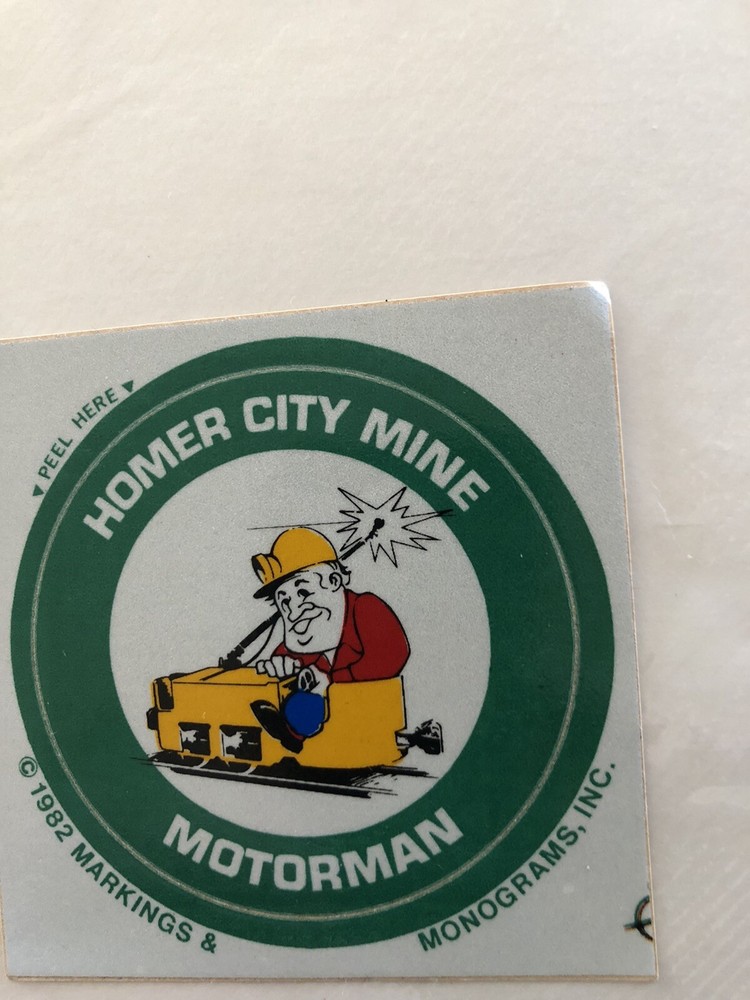 ◄PEEL HERE►
HOMER CITY MINE
MOTORMAN
© 1982 MARKINGS & MONOGRAMS, INC.